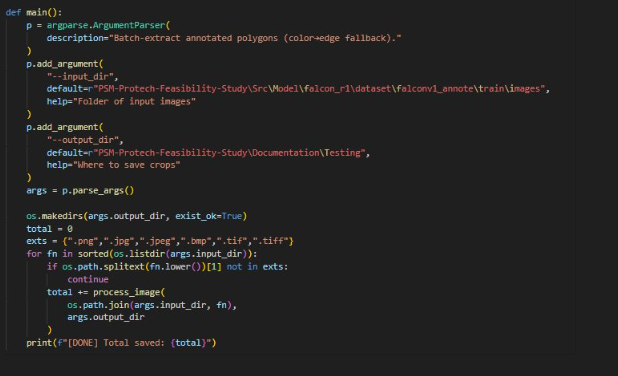 def main():
    p = argparse.ArgumentParser(
        description="Batch-extract annotated polygons (color→edge fallback)."
    )
    p.add_argument(
        "--input_dir",
        default=r"PSM-Protech-Feasibility-Study\Src\Model\falcon_r1\dataset\falconv1_annote\train\images",
        help="Folder of input images"
    )
    p.add_argument(
        "--output_dir",
        default=r"PSM-Protech-Feasibility-Study\Documentation\Testing",
        help="Where to save crops"
    )
    args = p.parse_args()

    os.makedirs(args.output_dir, exist_ok=True)
    total = 0
    exts = {".png",".jpg",".jpeg",".bmp",".tif",".tiff"}
    for fn in sorted(os.listdir(args.input_dir)):
        if os.path.splitext(fn.lower())[1] not in exts:
            continue
        total += process_image(
            os.path.join(args.input_dir, fn),
            args.output_dir
        )
    print(f"[DONE] Total saved: {total}")